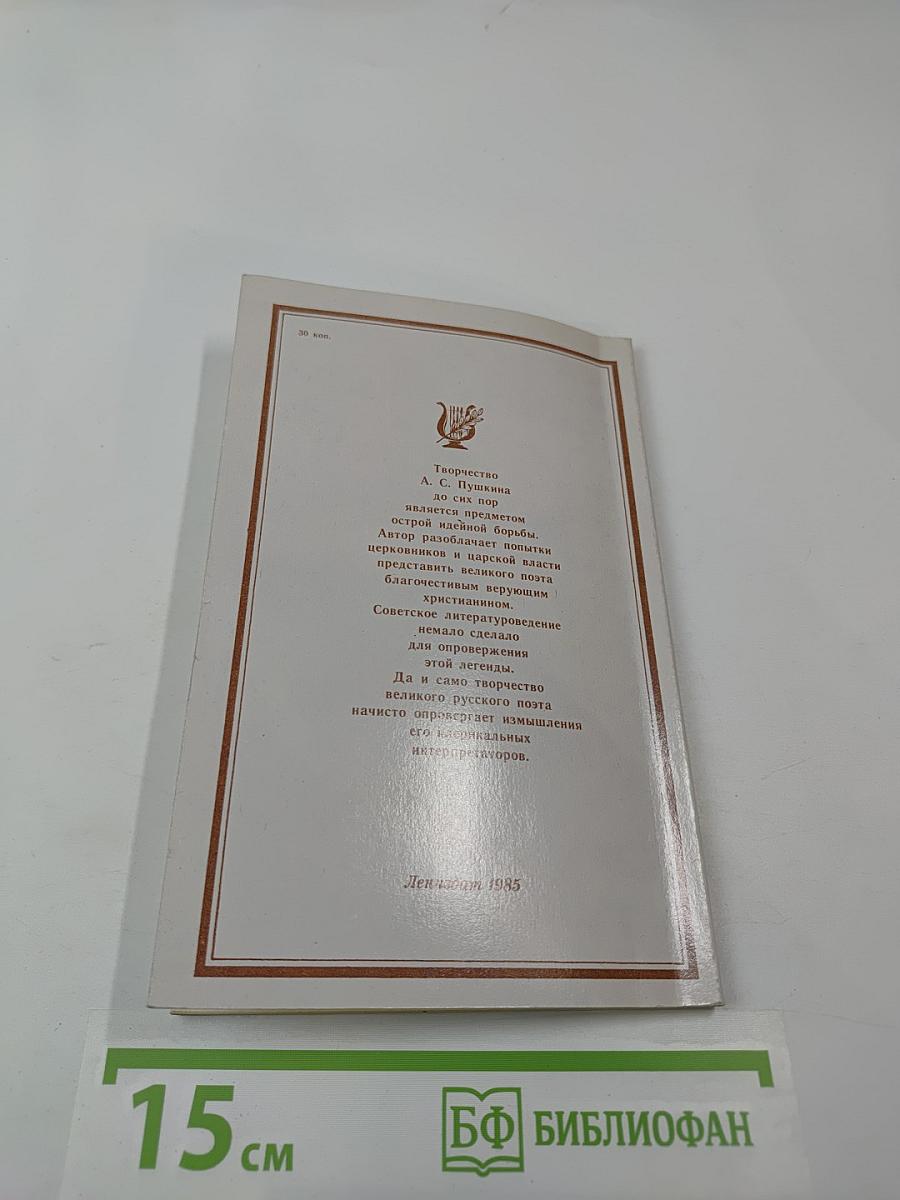 30 коп.
Творчество
А. С. Пушкина
до сих пор
является предметом
острой идейной борьбы.
Автор разоблачает попытки
церковников и царской власти
представить великого поэта
благочестивым верующим
христианином.
Советское литературоведение
немало сделало
для опровержения
этой легенды.
Да и само творчество
великого русского поэта
начисто опровергает измышления
его клерикальных
интерпретаторов.
Лениздат 1985
15 см
БФ БИБЛИОФАН